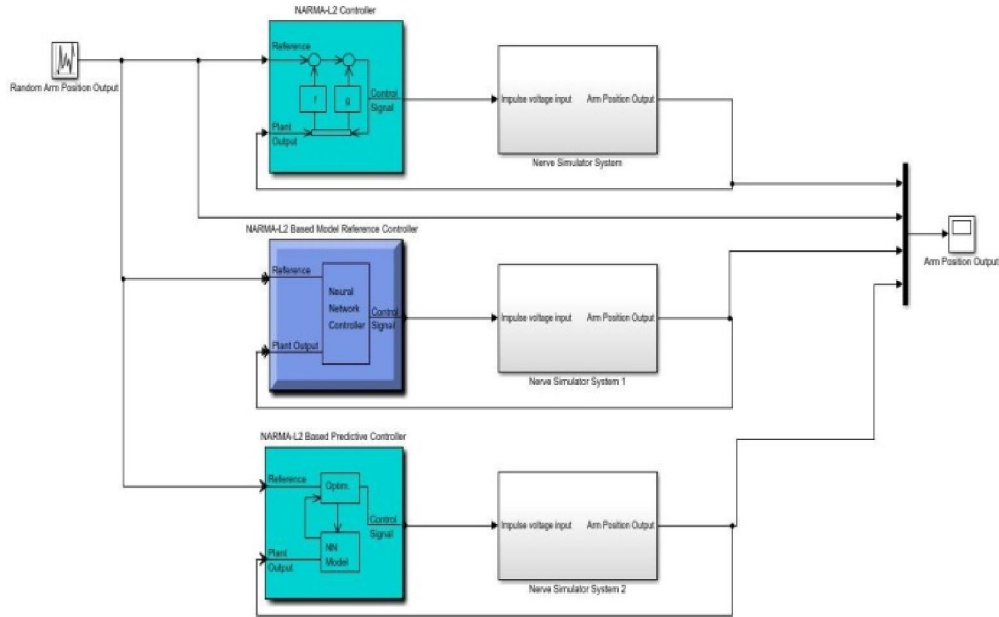 NARMA-L2 Controller
Random Arm Position Output
Reference
f
g
Control
Signal
Plant
Output
Impulse voltage input
Arm Position Output
Nerve Simulator System
NARMA-L2 Based Model Reference Controller
Reference
Neural
Network
Controller
Control
Signal
Plant Output
Impulse voltage input
Arm Position Output
Nerve Simulator System 1
Arm Position Output
NARMA-L2 Based Predictive Controller
Reference
Optim.
Control
Signal
NN
Model
Plant
Output
Impulse voltage input
Arm Position Output
Nerve Simulator System 2